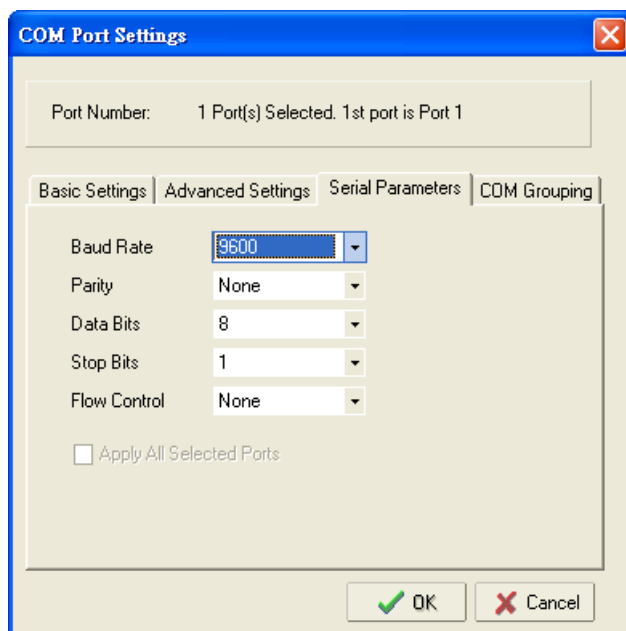 COM Port Settings
Port Number: 1 Port(s) Selected. 1st port is Port 1
Basic Settings Advanced Settings Serial Parameters COM Grouping
Baud Rate 9600
Parity None
Data Bits 8
Stop Bits 1
Flow Control None
Apply All Selected Ports
OK Cancel